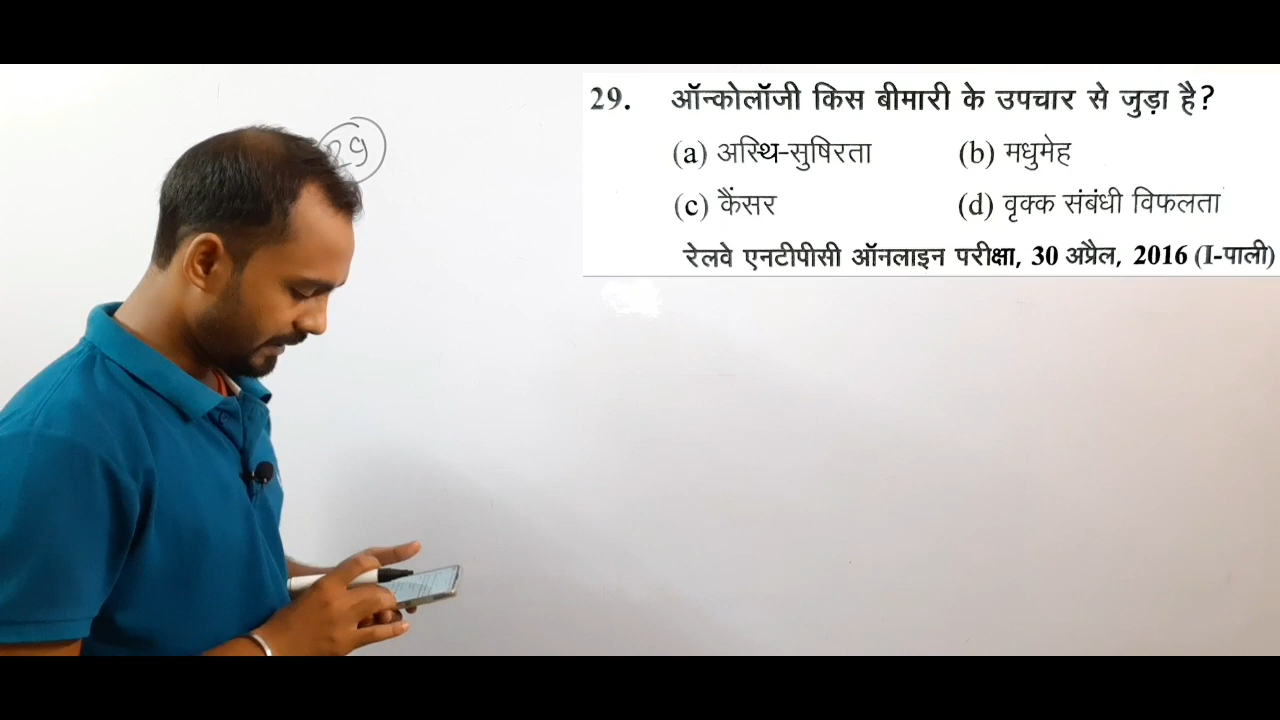 29
29. ऑन्कोलॉजी किस बीमारी के उपचार से जुड़ा है?
(a) अस्थि-सुषिरता (b) मधुमेह
(c) कैंसर (d) वृक्क संबंधी विफलता
रेलवे एनटीपीसी ऑनलाइन परीक्षा, 30 अप्रैल, 2016 (I-पाली)